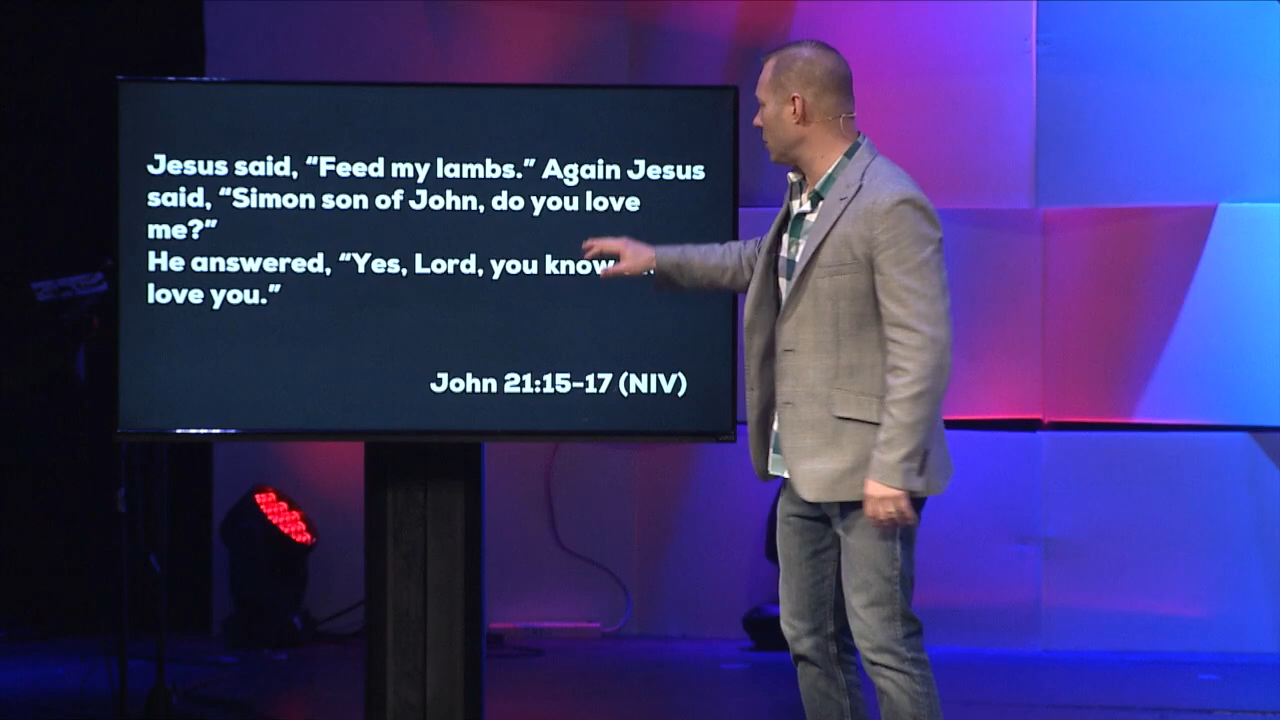 Jesus said, “Feed my lambs.” Again Jesus
said, “Simon son of John, do you love
me?”
He answered, “Yes, Lord, you know
love you.”
John 21:15-17 (NIV)